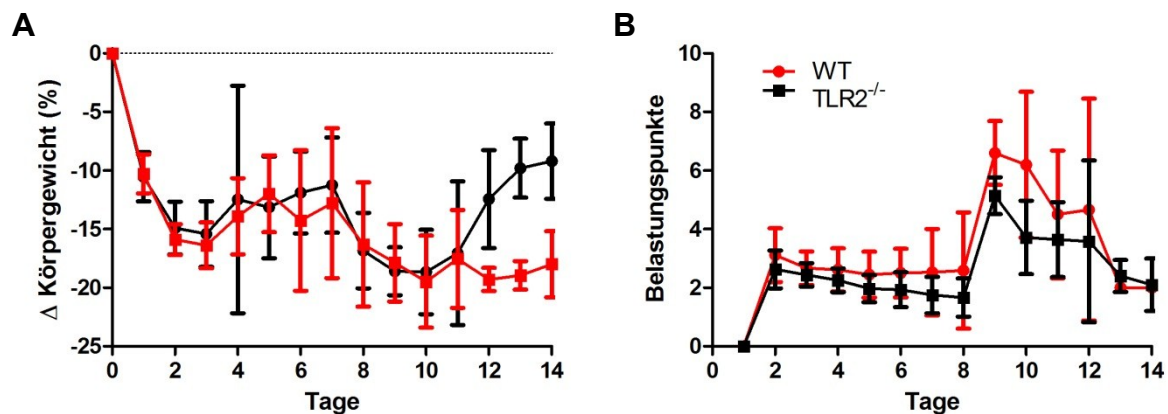 A
Δ Körpergewicht (%)
0
-5
-10
-15
-20
-25
0 2 4 6 8 10 12 14
Tage
B
Belastungspunkte
10
8
6
4
2
0
WT
TLR2-/-
0 2 4 6 8 10 12 14
Tage